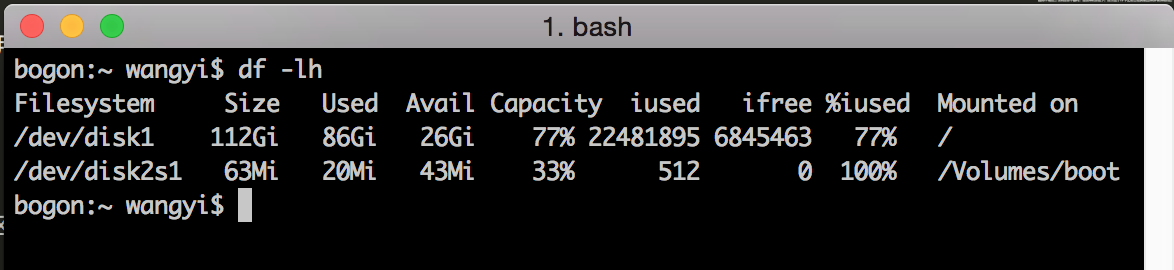 1. bash
bogon:~ wangyi$ df -lh
Filesystem Size Used Avail Capacity iused ifree %iused Mounted on
/dev/disk1 112Gi 86Gi 26Gi 77% 22481895 6845463 77% /
/dev/disk2s1 63Mi 20Mi 43Mi 33% 512 0 100% /Volumes/boot
bogon:~ wangyi$